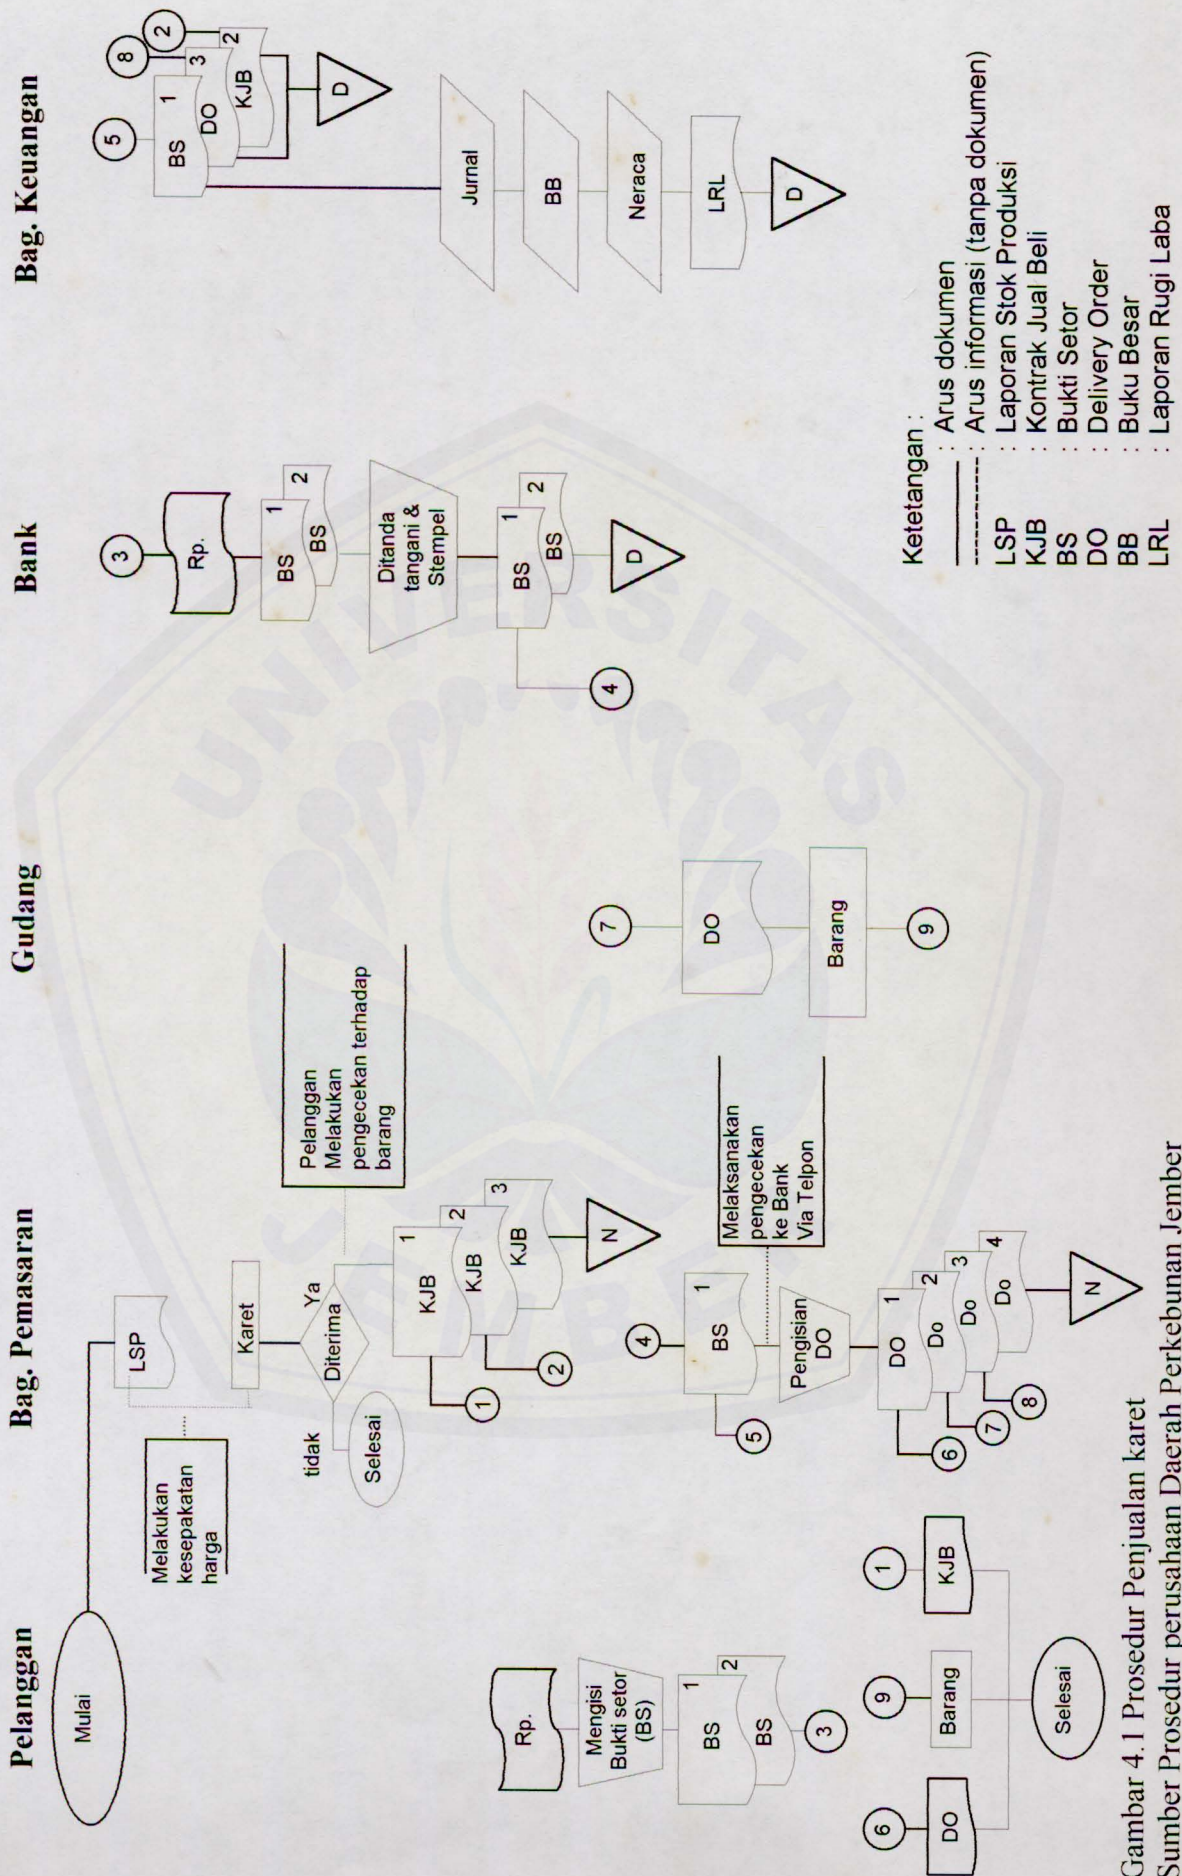 Pelanggan
Bag. Pemasaran
Gudang
Bank
Bag. Keuangan
Mulai
Melakukan
kesepakatan
harga
Rp.
Mengisi
Bukti setor
(BS)
BS
1
BS
2
3
6
DO
9
Barang
1
KJB
Selesai
LSP
Karet
Diterima
Ya
tidak
Selesai
Pelanggan
Melakukan
pengecekan terhadap
barang
KJB
1
KJB
2
KJB
3
1
2
N
4
BS
1
5
Melaksanakan
pengecekan
ke Bank
Via Telpon
Pengisian
DO
DO
1
Do
2
Do
3
Do
4
6
7
8
N
7
DO
Barang
9
3
Rp.
BS
1
BS
2
Ditanda
tangani &
Stempel
BS
1
BS
2
4
D
5
8
2
BS
1
DO
3
KJB
2
D
Jurnal
BB
Neraca
LRL
D
Ketetangan :
: Arus dokumen
: Arus informasi (tanpa dokumen)
LSP : Laporan Stok Produksi
KJB : Kontrak Jual Beli
BS : Bukti Setor
DO : Delivery Order
BB : Buku Besar
LRL : Laporan Rugi Laba
Gambar 4.1 Prosedur Penjualan karet
Sumber Prosedur perusahaan Daerah Perkebunan Jember
UNIVERSITAS
JEMBER